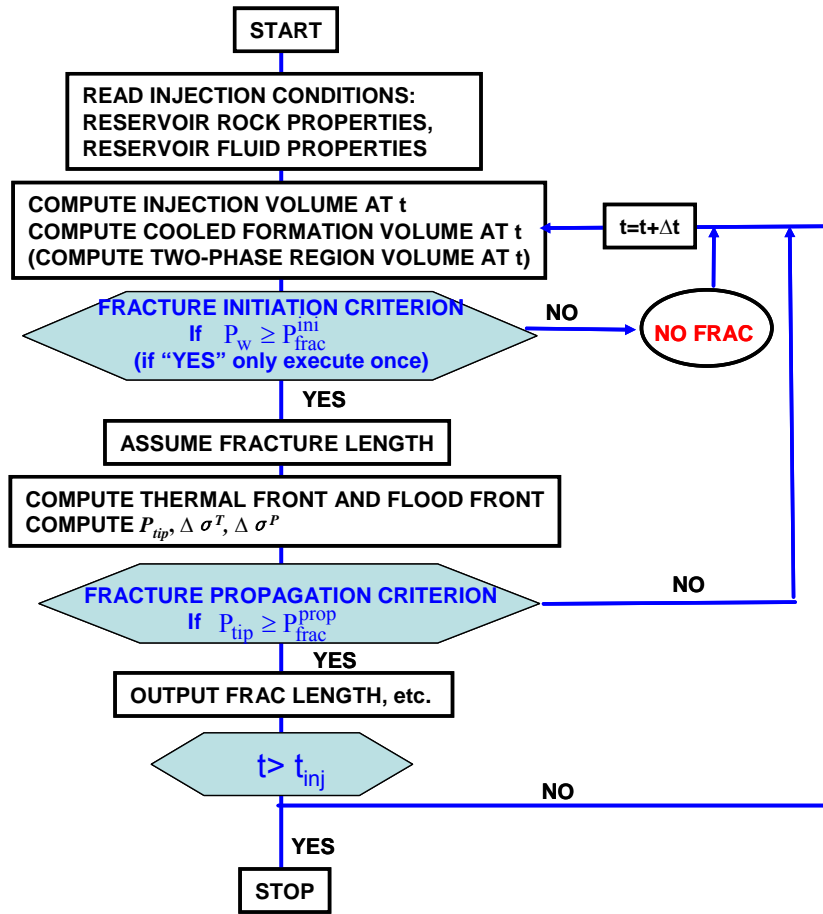 START
READ INJECTION CONDITIONS:
RESERVOIR ROCK PROPERTIES,
RESERVOIR FLUID PROPERTIES
COMPUTE INJECTION VOLUME AT t
COMPUTE COOLED FORMATION VOLUME AT t
(COMPUTE TWO-PHASE REGION VOLUME AT t)
t=t+Δt
FRACTURE INITIATION CRITERION
If P_w ≥ P_frac^ini
(if “YES” only execute once)
NO
NO FRAC
YES
ASSUME FRACTURE LENGTH
COMPUTE THERMAL FRONT AND FLOOD FRONT
COMPUTE P_tip, Δ σ^T, Δ σ^P
FRACTURE PROPAGATION CRITERION
If P_tip ≥ P_frac^prop
NO
YES
OUTPUT FRAC LENGTH, etc.
t> t_inj
NO
YES
STOP